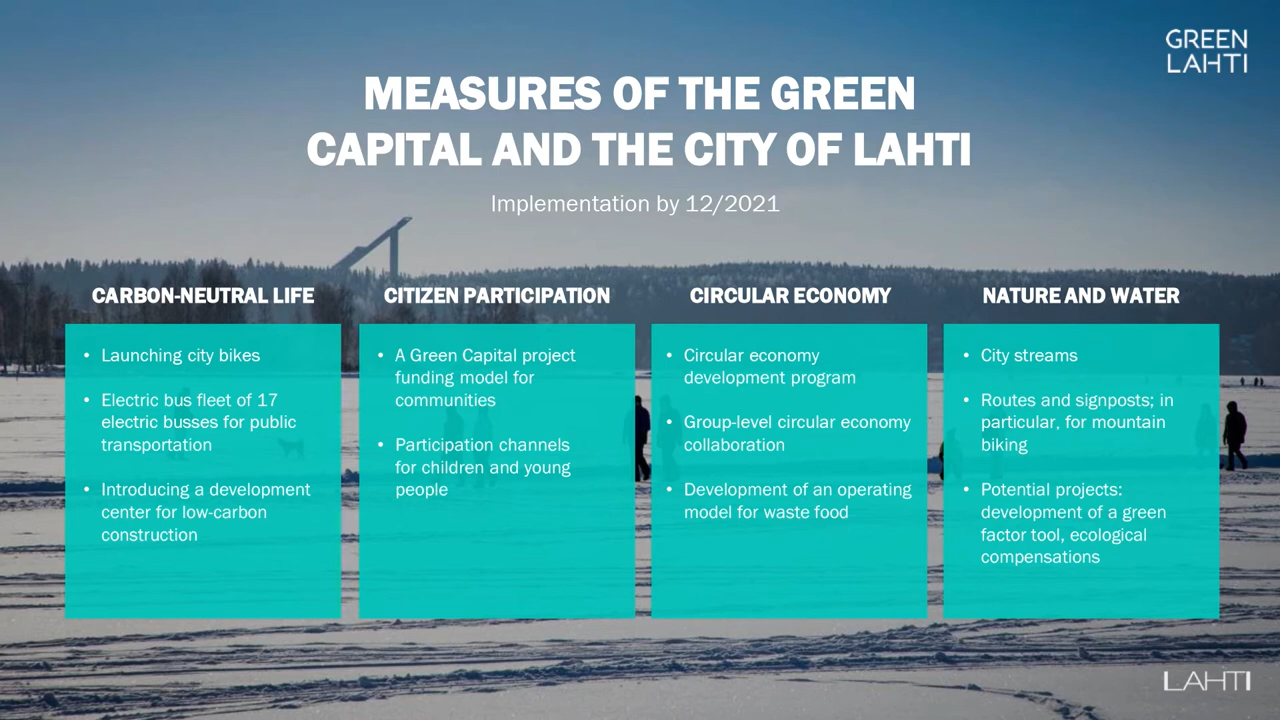 GREEN
LAHTI
MEASURES OF THE GREEN
CAPITAL AND THE CITY OF LAHTI
Implementation by 12/2021
CARBON-NEUTRAL LIFE
• Launching city bikes
• Electric bus fleet of 17
electric busses for public
transportation
• Introducing a development
center for low-carbon
construction
CITIZEN PARTICIPATION
• A Green Capital project
funding model for
communities
• Participation channels
for children and young
people
CIRCULAR ECONOMY
• Circular economy
development program
• Group-level circular economy
collaboration
• Development of an operating
model for waste food
NATURE AND WATER
• City streams
• Routes and signposts; in
particular, for mountain
biking
• Potential projects:
development of a green
factor tool, ecological
compensations
LAHTI